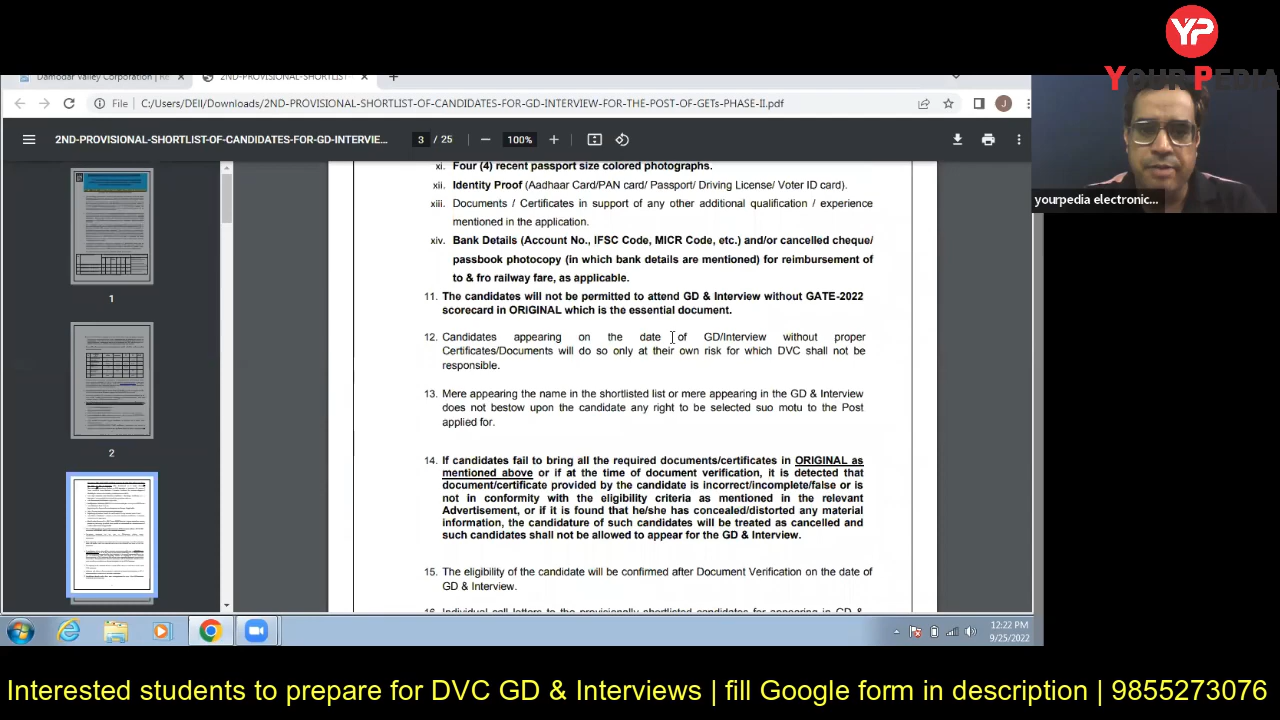 YP
YOUR PEDIA
Damodar Valley Corporation | Re
2ND-PROVISIONAL-SHORTLIST
File
C:/Users/DEll/Downloads/2ND-PROVISIONAL-SHORTLIST-OF-CANDIDATES-FOR-GD-INTERVIEW-FOR-THE-POST-OF-GETs-PHASE-II.pdf
J
2ND-PROVISIONAL-SHORTLIST-OF-CANDIDATES-FOR-GD-INTERVIE...
3 / 25
100%
yourpedia electronic...
1
2
xi. Four (4) recent passport size colored photographs.
xii. Identity Proof (Aadhaar Card/PAN card/ Passport/ Driving License/ Voter ID card).
xiii. Documents / Certificates in support of any other additional qualification / experience
mentioned in the application.
xiv. Bank Details (Account No., IFSC Code, MICR Code, etc.) and/or cancelled cheque/
passbook photocopy (in which bank details are mentioned) for reimbursement of
to & fro railway fare, as applicable.
11. The candidates will not be permitted to attend GD & Interview without GATE-2022
scorecard in ORIGINAL which is the essential document.
12. Candidates appearing on the date of GD/Interview without proper
Certificates/Documents will do so only at their own risk for which DVC shall not be
responsible.
13. Mere appearing the name in the shortlisted list or mere appearing in the GD & Interview
does not bestow upon the candidate any right to be selected suo motu to the Post
applied for.
14. If candidates fail to bring all the required documents/certificates in ORIGINAL as
mentioned above or if at the time of document verification, it is detected that
document/certificate provided by the candidate is incorrect/incomplete/false or is
not in conformity with the eligibility criteria as mentioned in the relevant
Advertisement, or if it is found that he/she has concealed/distorted any material
information, the candidature of such candidates will be treated as cancelled and
such candidates shall not be allowed to appear for the GD & Interview.
15. The eligibility of the candidate will be confirmed after Document Verification on the date of
GD & Interview.
16. Individual call letters to the provisionally shortlisted candidates for appearing in GD &
12:22 PM
9/25/2022
Interested students to prepare for DVC GD & Interviews | fill Google form in description | 9855273076